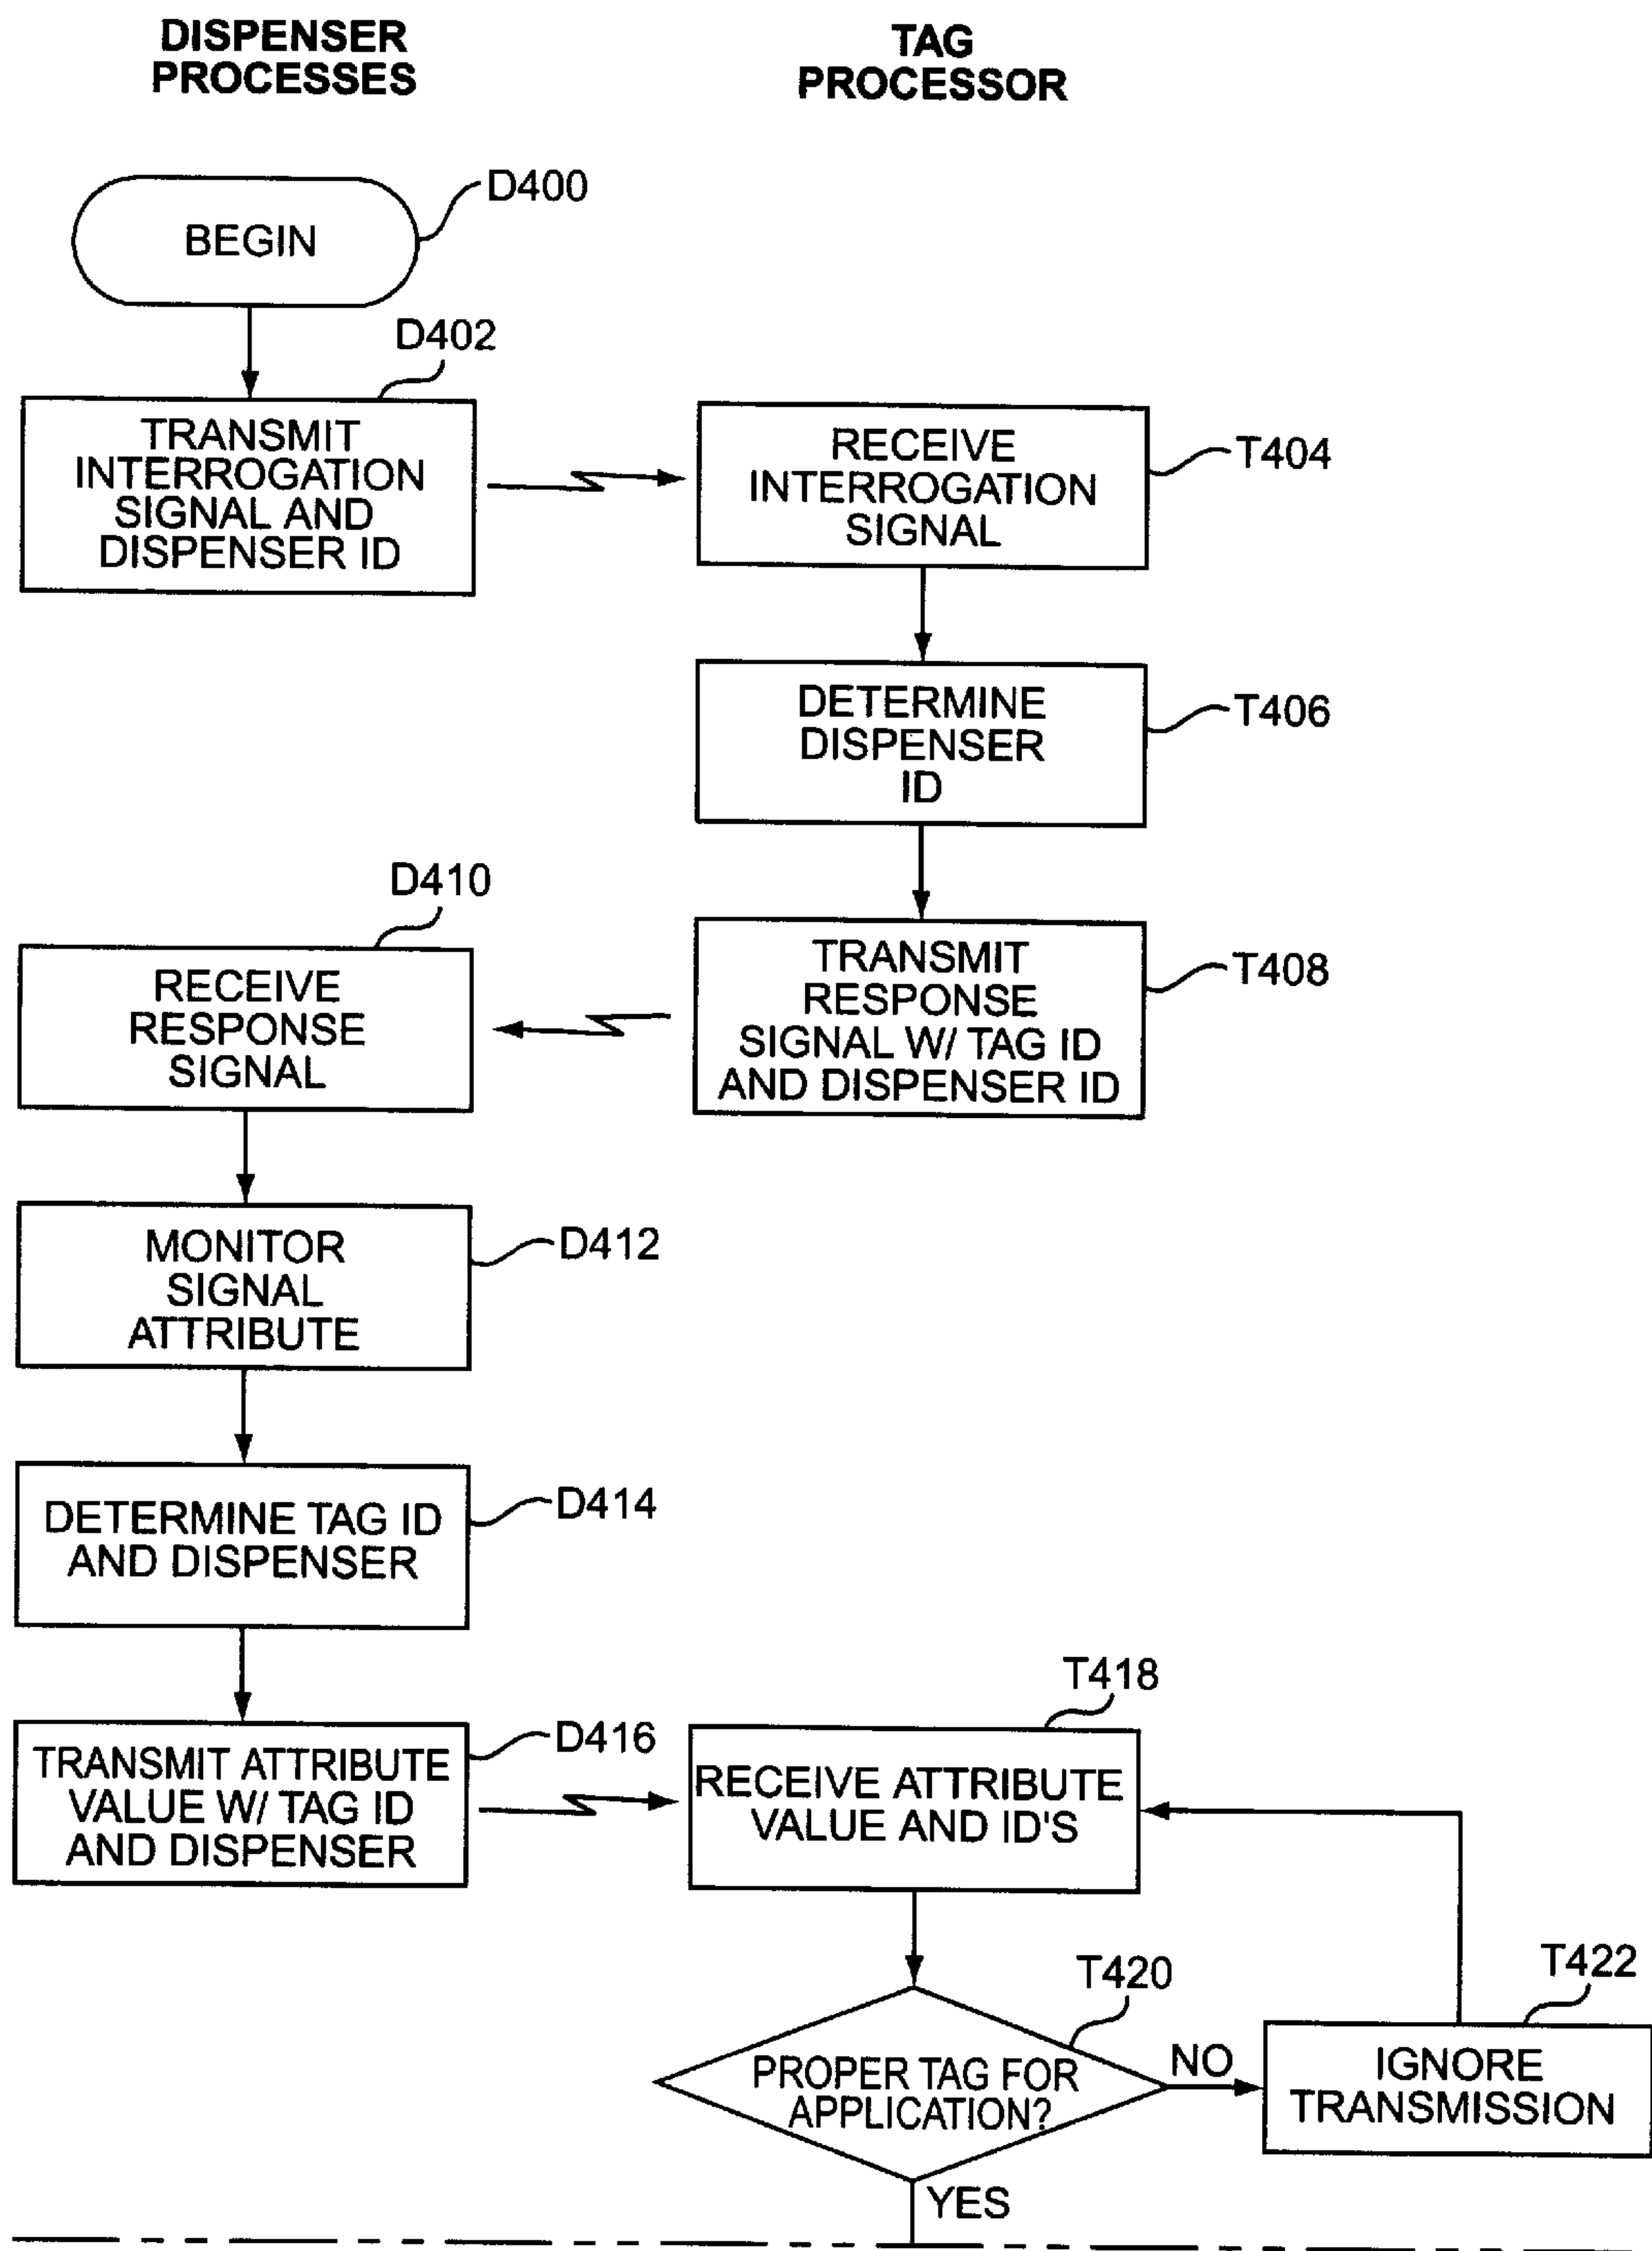 DISPENSER
PROCESSES
TAG
PROCESSOR
BEGIN
D400
D402
TRANSMIT
INTERROGATION
SIGNAL AND
DISPENSER ID
RECEIVE
INTERROGATION
SIGNAL
T404
DETERMINE
DISPENSER
ID
T406
TRANSMIT
RESPONSE
SIGNAL W/ TAG ID
AND DISPENSER ID
T408
D410
RECEIVE
RESPONSE
SIGNAL
MONITOR
SIGNAL
ATTRIBUTE
D412
DETERMINE TAG ID
AND DISPENSER
D414
TRANSMIT ATTRIBUTE
VALUE W/ TAG ID
AND DISPENSER
D416
T418
RECEIVE ATTRIBUTE
VALUE AND ID'S
T420
PROPER TAG FOR
APPLICATION?
NO
T422
IGNORE
TRANSMISSION
YES